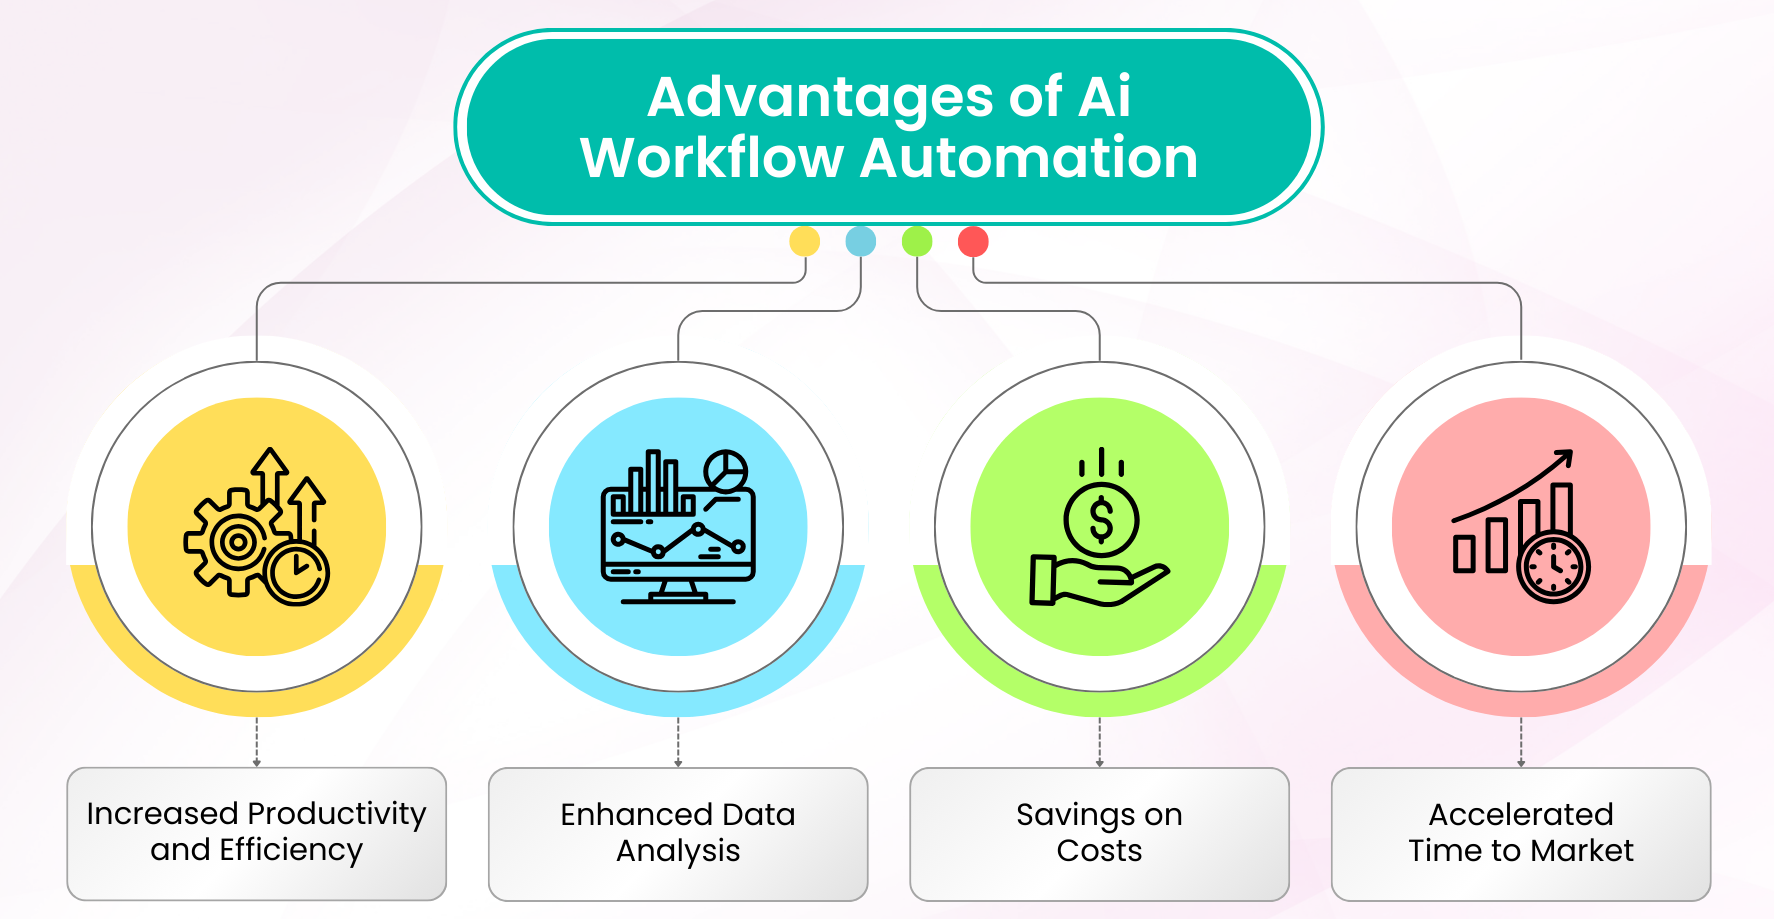 Advantages of Ai
Workflow Automation
$
Increased Productivity
and Efficiency
Enhanced Data
Analysis
Savings on
Costs
Accelerated
Time to Market